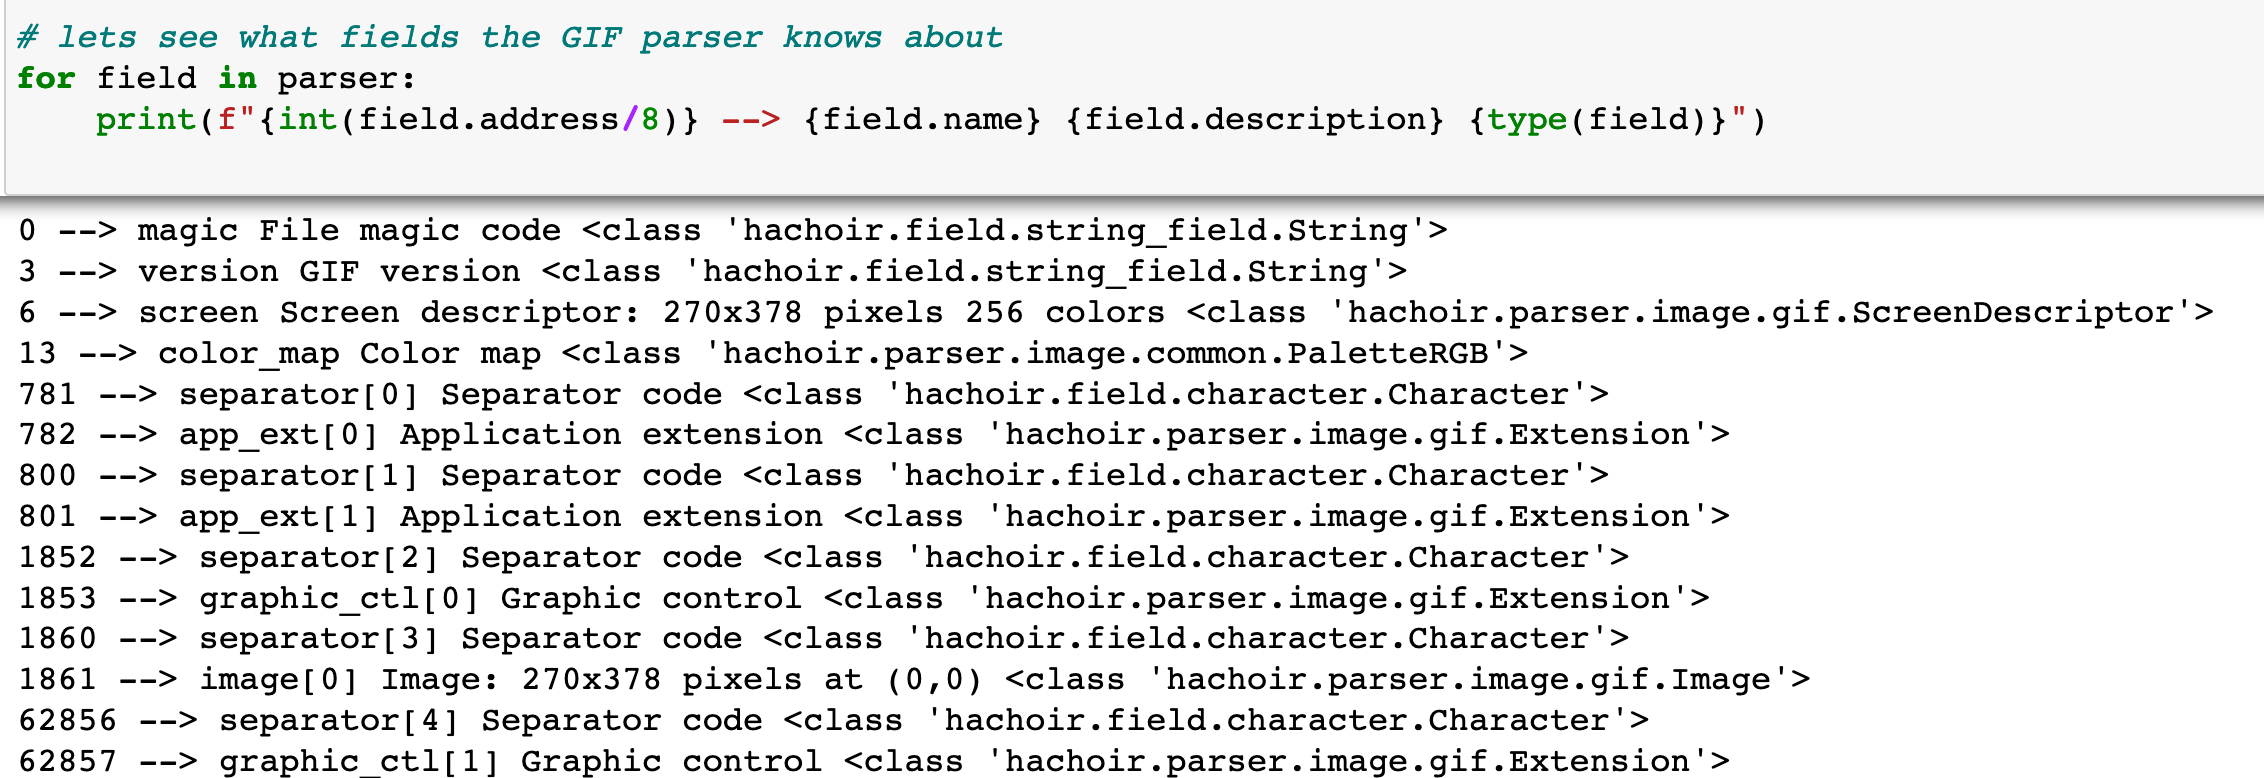 # lets see what fields the GIF parser knows about
for field in parser:
    print(f"{int(field.address/8)} --> {field.name} {field.description} {type(field)}")
0 --> magic File magic code <class 'hachoir.field.string_field.String'>
3 --> version GIF version <class 'hachoir.field.string_field.String'>
6 --> screen Screen descriptor: 270x378 pixels 256 colors <class 'hachoir.parser.image.gif.ScreenDescriptor'>
13 --> color_map Color map <class 'hachoir.parser.image.common.PaletteRGB'>
781 --> separator[0] Separator code <class 'hachoir.field.character.Character'>
782 --> app_ext[0] Application extension <class 'hachoir.parser.image.gif.Extension'>
800 --> separator[1] Separator code <class 'hachoir.field.character.Character'>
801 --> app_ext[1] Application extension <class 'hachoir.parser.image.gif.Extension'>
1852 --> separator[2] Separator code <class 'hachoir.field.character.Character'>
1853 --> graphic_ctl[0] Graphic control <class 'hachoir.parser.image.gif.Extension'>
1860 --> separator[3] Separator code <class 'hachoir.field.character.Character'>
1861 --> image[0] Image: 270x378 pixels at (0,0) <class 'hachoir.parser.image.gif.Image'>
62856 --> separator[4] Separator code <class 'hachoir.field.character.Character'>
62857 --> graphic_ctl[1] Graphic control <class 'hachoir.parser.image.gif.Extension'>